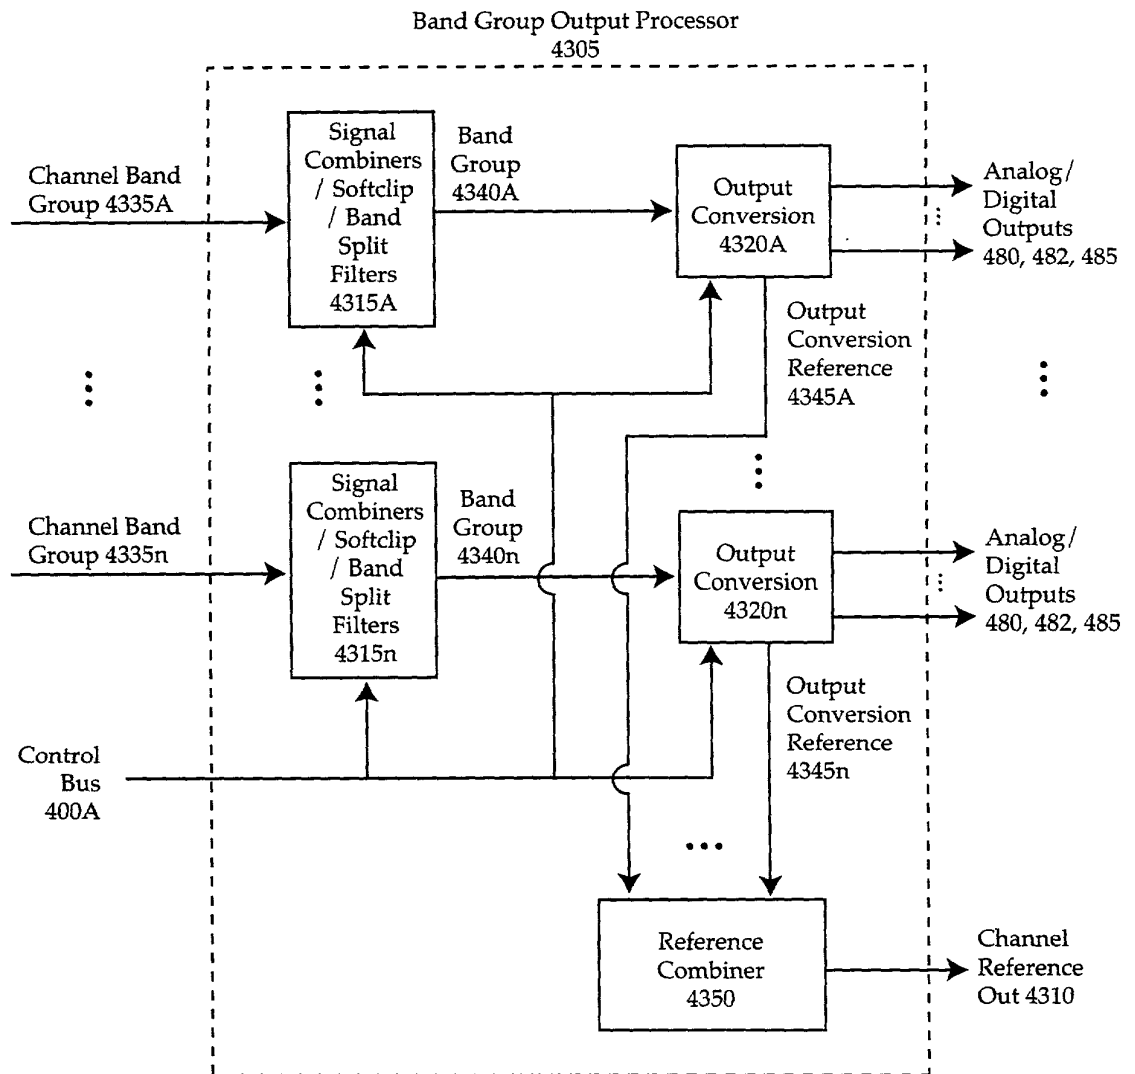 Band Group Output Processor
4305
Channel Band
Group 4335A
Signal
Combiners
/ Softclip
/ Band
Split
Filters
4315A
Band
Group
4340A
Output
Conversion
4320A
Analog/
Digital
Outputs
480, 482, 485
Output
Conversion
Reference
4345A
Channel Band
Group 4335n
Signal
Combiners
/ Softclip
/ Band
Split
Filters
4315n
Band
Group
4340n
Output
Conversion
4320n
Analog/
Digital
Outputs
480, 482, 485
Output
Conversion
Reference
4345n
Control
Bus
400A
Reference
Combiner
4350
Channel
Reference
Out 4310